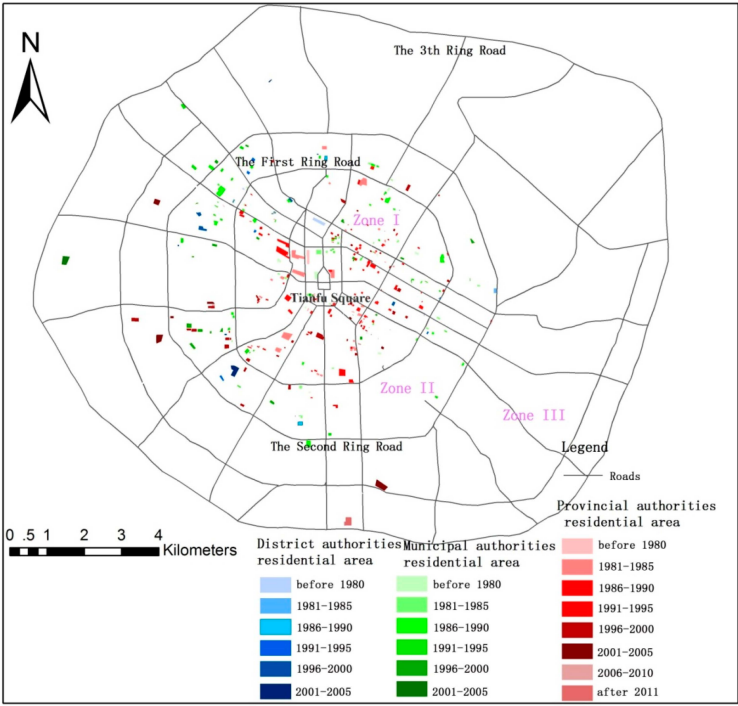 N
The 3th Ring Road
The First Ring Road
Zone I
Tianfu Square
Zone II
Zone III
The Second Ring Road
Legend
Roads
0 .5 1 2 3 4
Kilometers
District authorities
residential area
before 1980
1981-1985
1986-1990
1991-1995
1996-2000
2001-2005
Municipal authorities
residential area
before 1980
1981-1985
1986-1990
1991-1995
1996-2000
2001-2005
Provincial authorities
residential area
before 1980
1981-1985
1986-1990
1991-1995
1996-2000
2001-2005
2006-2010
after 2011